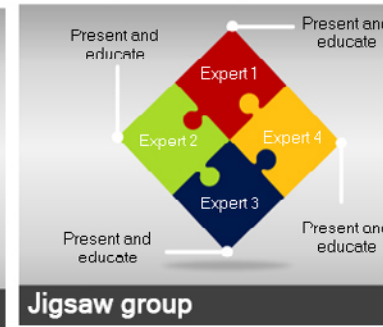 Present and
educate
Present and
educate
Expert 1
Expert 2
Expert 4
Expert 3
Present and
educate
Present and
educate
Jigsaw group